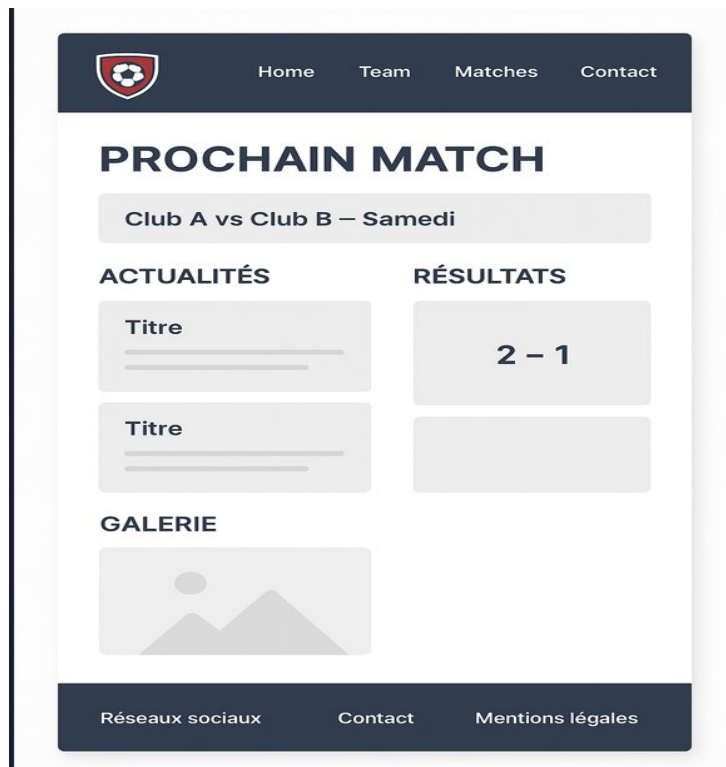 Home Team Matches Contact
PROCHAIN MATCH
Club A vs Club B – Samedi
ACTUALITÉS
Titre
Titre
RÉSULTATS
2 – 1
GALERIE
Réseaux sociaux Contact Mentions légales